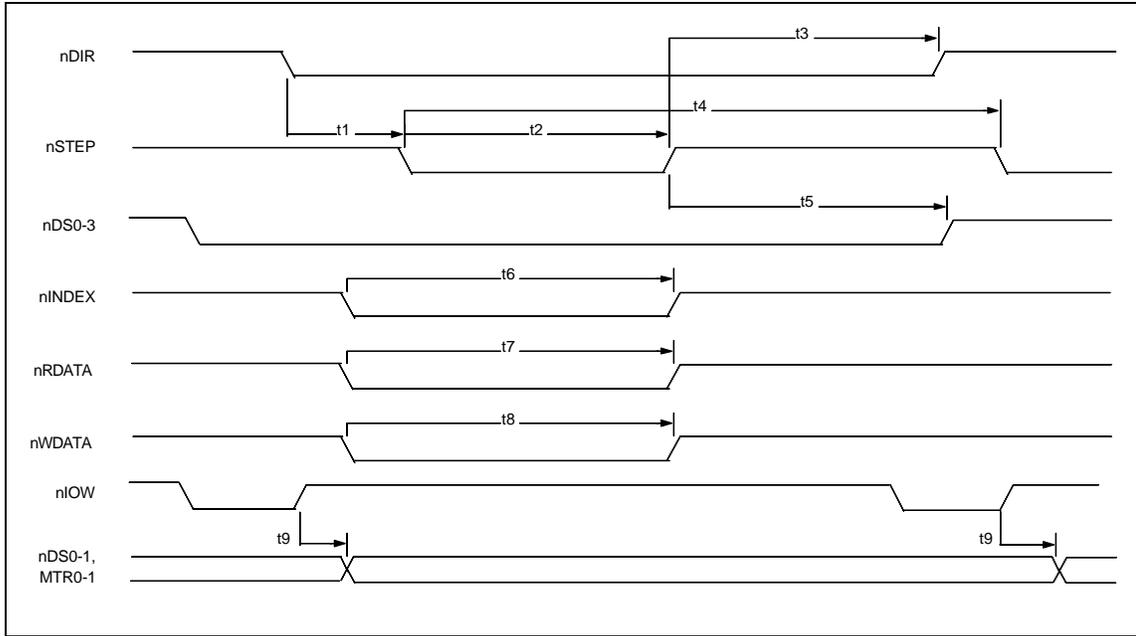 t3
nDIR
t4
t1
t2
nSTEP
t5
nDS0-3
t6
nINDEX
t7
nRDATA
t8
nWDATA
nIOW
t9
t9
nDS0-1,
MTR0-1